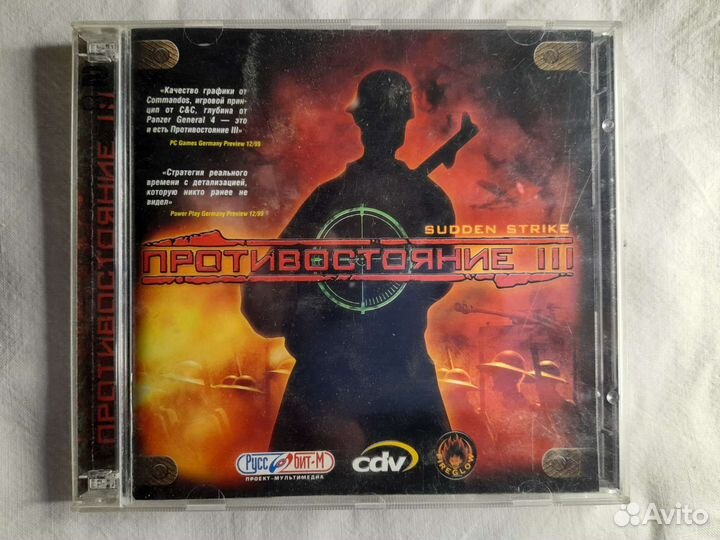 «Качество графики от
Commandos, игровой прин-
цип от C&C, глубина от
Panzer General 4 — это
и есть Противостояние III»
PC Games Germany Preview 12/99
«Стратегия реального
времени с детализацией,
которую никто ранее не
видел»
Power Play Germany Preview 12/99
SUDDEN STRIKE
ПРОТИВОСТОЯНИЕ III
ПРОТИВОСТОЯНИЕ III
Русс бит-М
ПРОЕКТ-МУЛЬТИМЕДИА
cdv
FIREGLOW
Avito